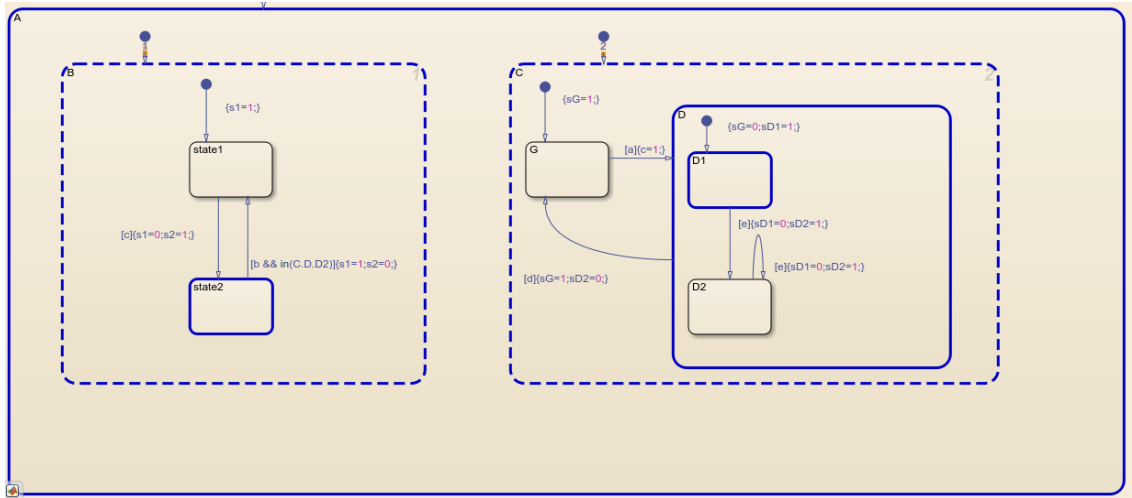 A
1
2
B
1
C
2
{s1=1;}
{sG=1;}
D
{sG=0;sD1=1;}
state1
G
[a]{c=1;}
D1
[c]{s1=0;s2=1;}
[e]{sD1=0;sD2=1;}
[b && in(C.D.D2)]{s1=1;s2=0;}
[e]{sD1=0;sD2=1;}
[d]{sG=1;sD2=0;}
state2
D2